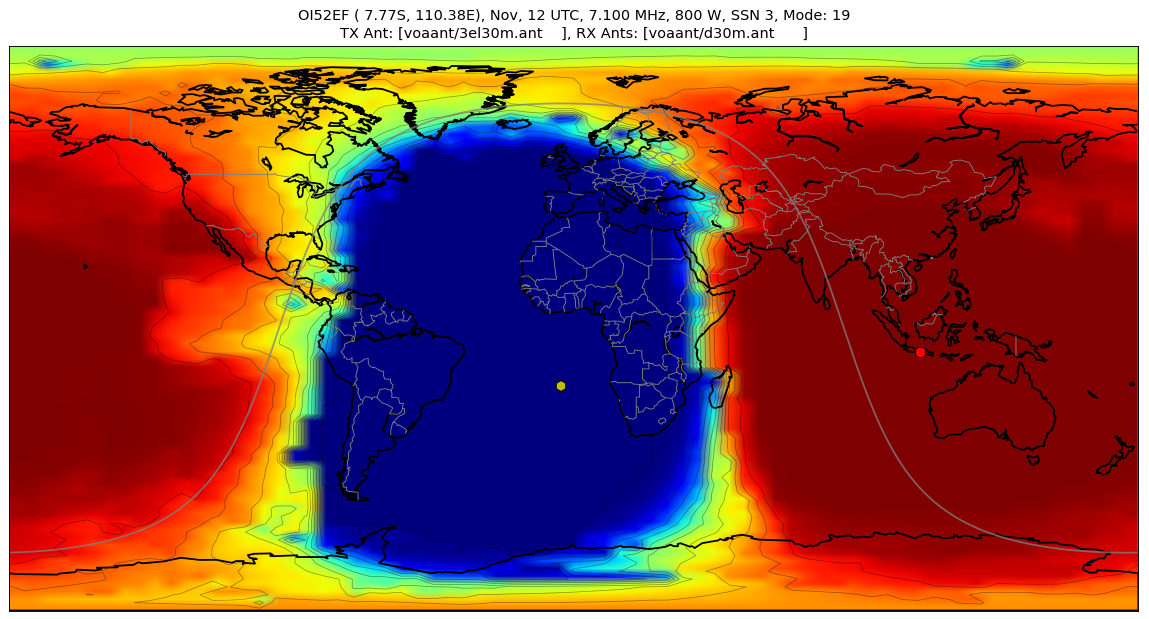 OI52EF ( 7.77S, 110.38E), Nov, 12 UTC, 7.100 MHz, 800 W, SSN 3, Mode: 19
TX Ant: [voaant/3el30m.ant    ], RX Ants: [voaant/d30m.ant      ]